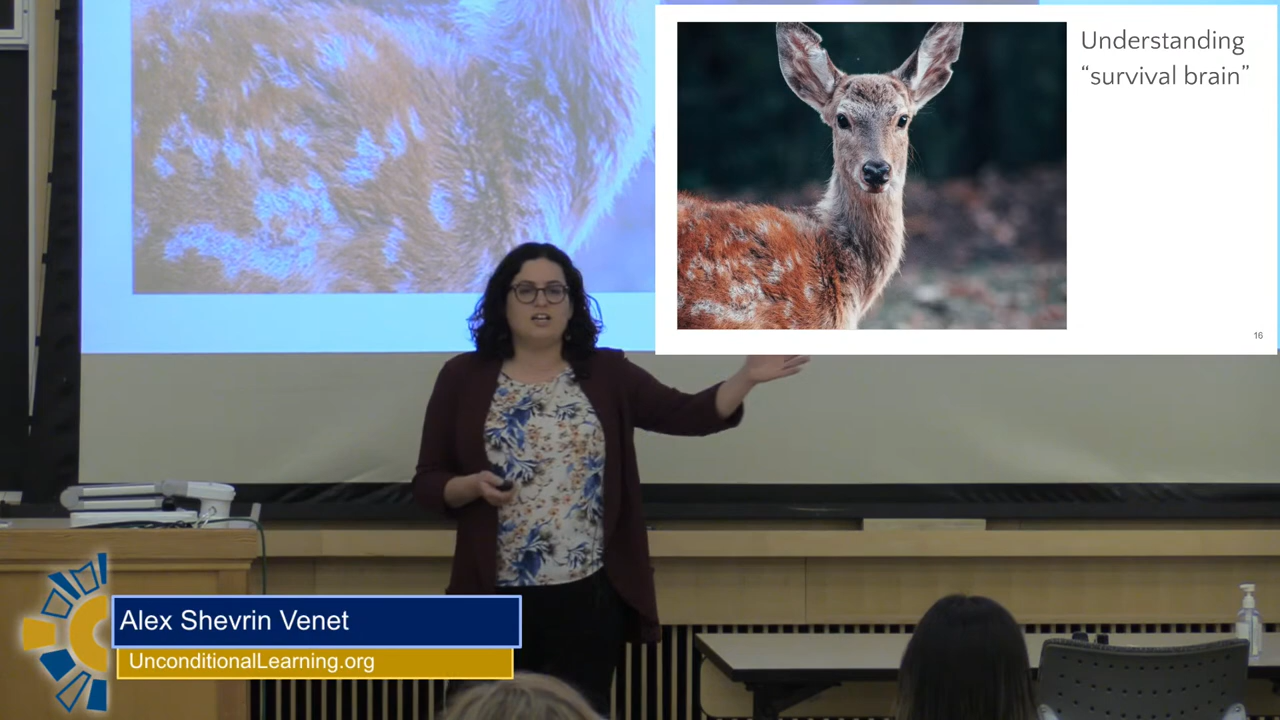 Understanding
“survival brain”
16
Alex Shevrin Venet
UnconditionalLearning.org